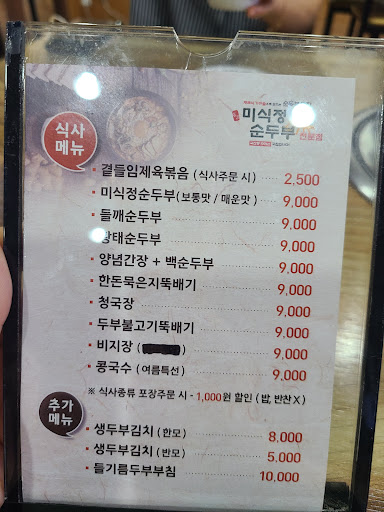 미식정
순두부 전문점
식사
메뉴
곁들임제육볶음 (식사주문 시) 2,500
미식정순두부(보통맛 / 매운맛) 9,000
들깨순두부 9,000
황태순두부 9,000
양념간장 + 백순두부 9,000
한돈묵은지뚝배기 9,000
청국장 9,000
두부불고기뚝배기 9,000
비지장 ( ) 9,000
콩국수 (여름특선) 9,000
※ 식사종류 포장주문 시 - 1,000원 할인 (밥, 반찬 X)
추가
메뉴
생두부김치 (한모) 8,000
생두부김치 (반모) 5,000
들기름두부부침 10,000